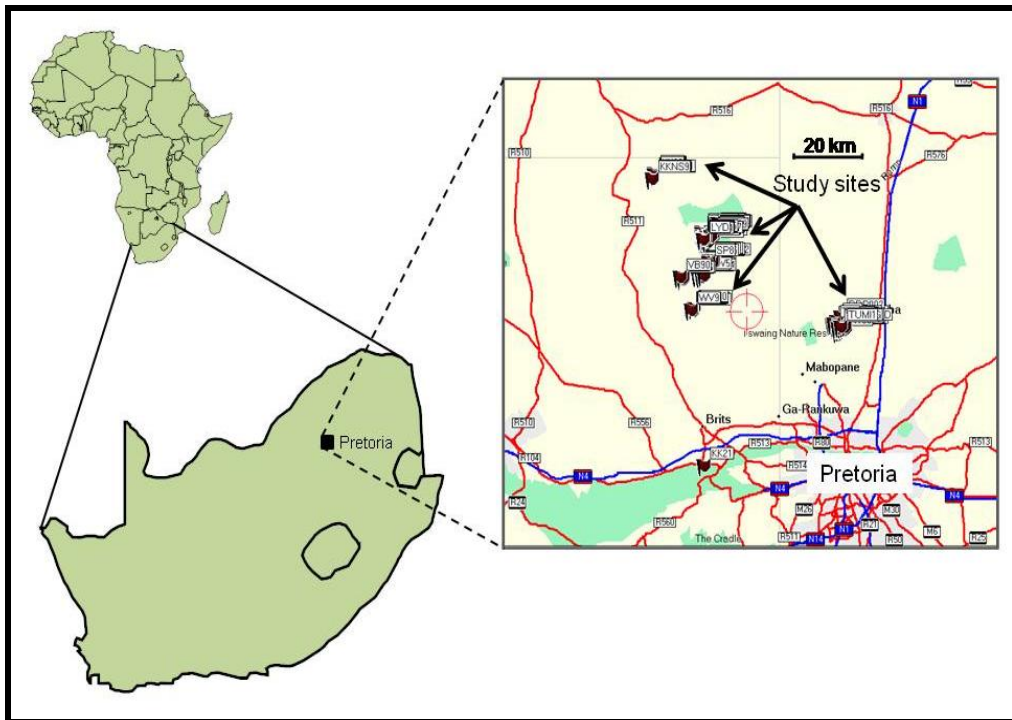 R516
R516
N1
R510
20 km
R576
KKNS9
Study sites
R511
LYD
SP8
VB90
WV9
TUMI1
Tswaing Nature Res
Mabopane
Ga-Rankuwa
Brits
R510
R556
R513
R80
R513
R104
KK21
R514
Pretoria
N4
N4
N4
R24
M26
M30
R560
R21
M6
The Cradle
R511
N14
N1
R50
R25
Pretoria